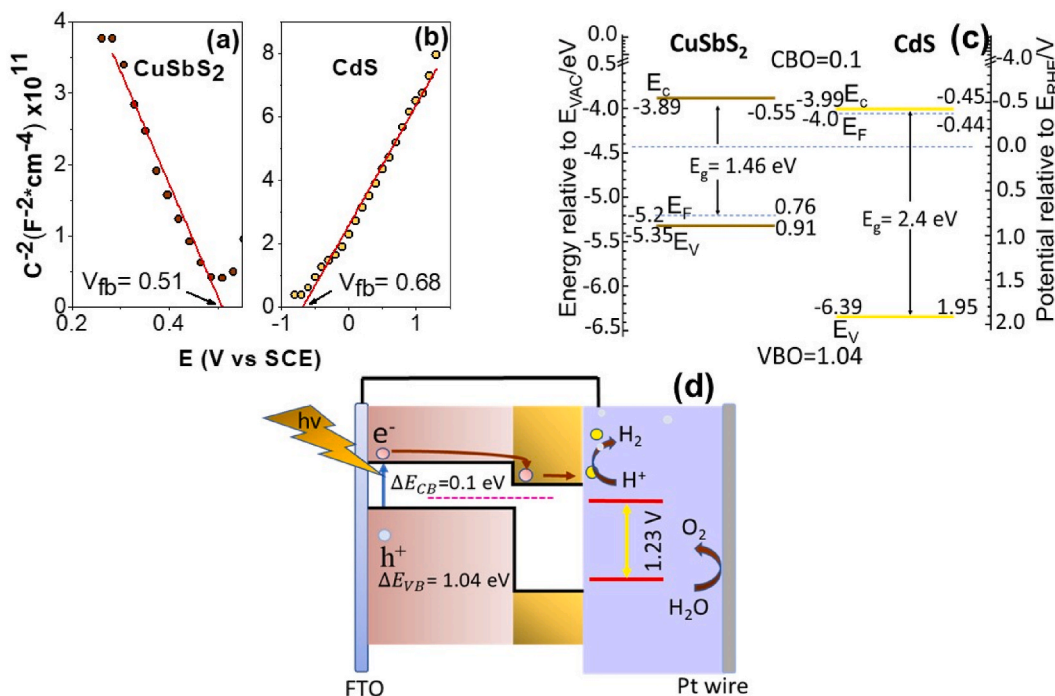 (a)
CuSbS2
C-2(F-2*cm-4) x10 11
4
3
2
1
0
Vfb= 0.51
0.2
0.4
(b)
CdS
8
6
4
2
0
Vfb= 0.68
-1
0
1
E (V vs SCE)
(c)
CuSbS2
CdS
CBO=0.1
Energy relative to EVAC/eV
0.0
0.5
-4.0
-4.5
-5.0
-5.5
-6.0
-6.5
Ec
-3.89
-0.55
Eg= 1.46 eV
EF
-5.2
0.76
-5.35
EV
0.91
-3.99
Ec
-0.45
-4.0
EF
-0.44
Eg= 2.4 eV
-6.39
1.95
EV
VBO=1.04
-4.0
-0.5
0.0
0.5
1.0
1.5
2.0
Potential relative to ERHE/V
(d)
hv
e-
ΔECB=0.1 eV
h+
ΔEVB= 1.04 eV
H2
H+
1.23 V
O2
H2O
FTO
Pt wire